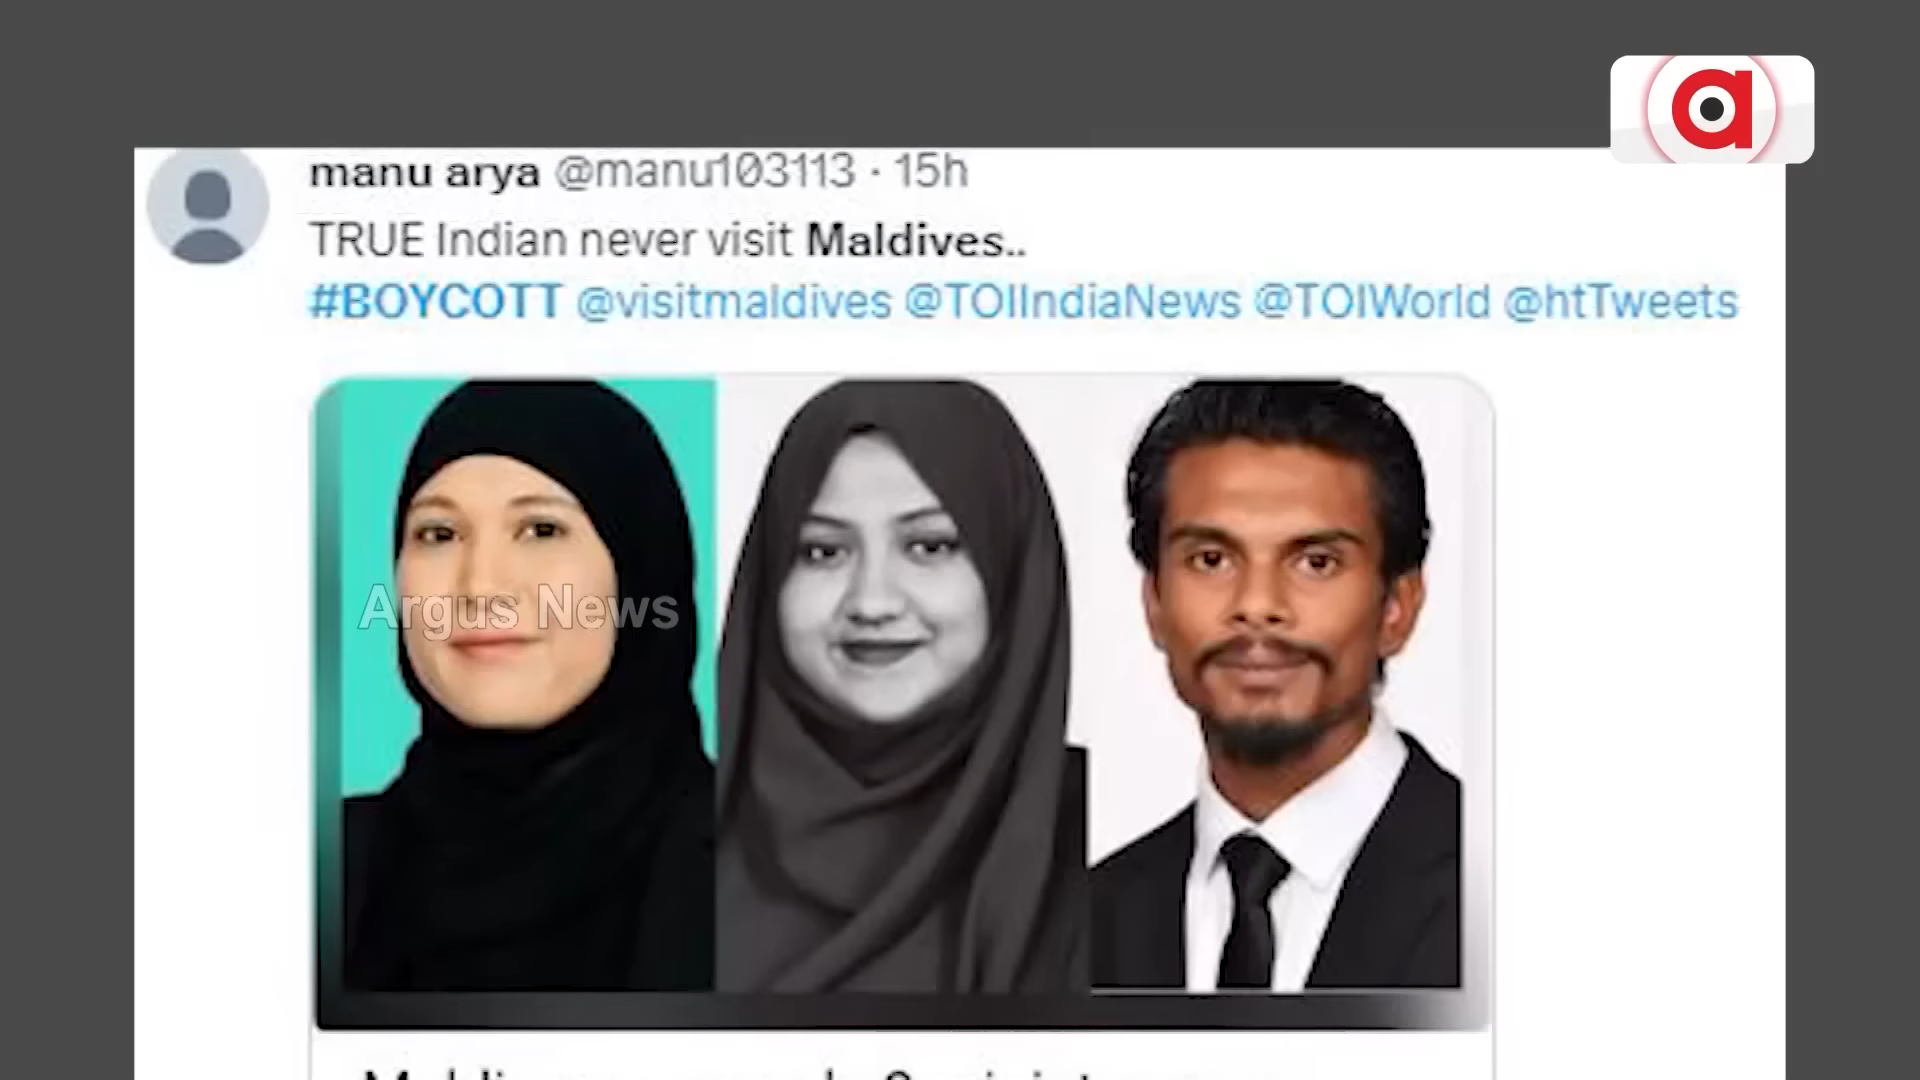 a
manu arya @manu103113 · 15h
TRUE Indian never visit Maldives..
#BOYCOTT @visitmaldives @TOIIndiaNews @TOIWorld @htTweets
Argus News